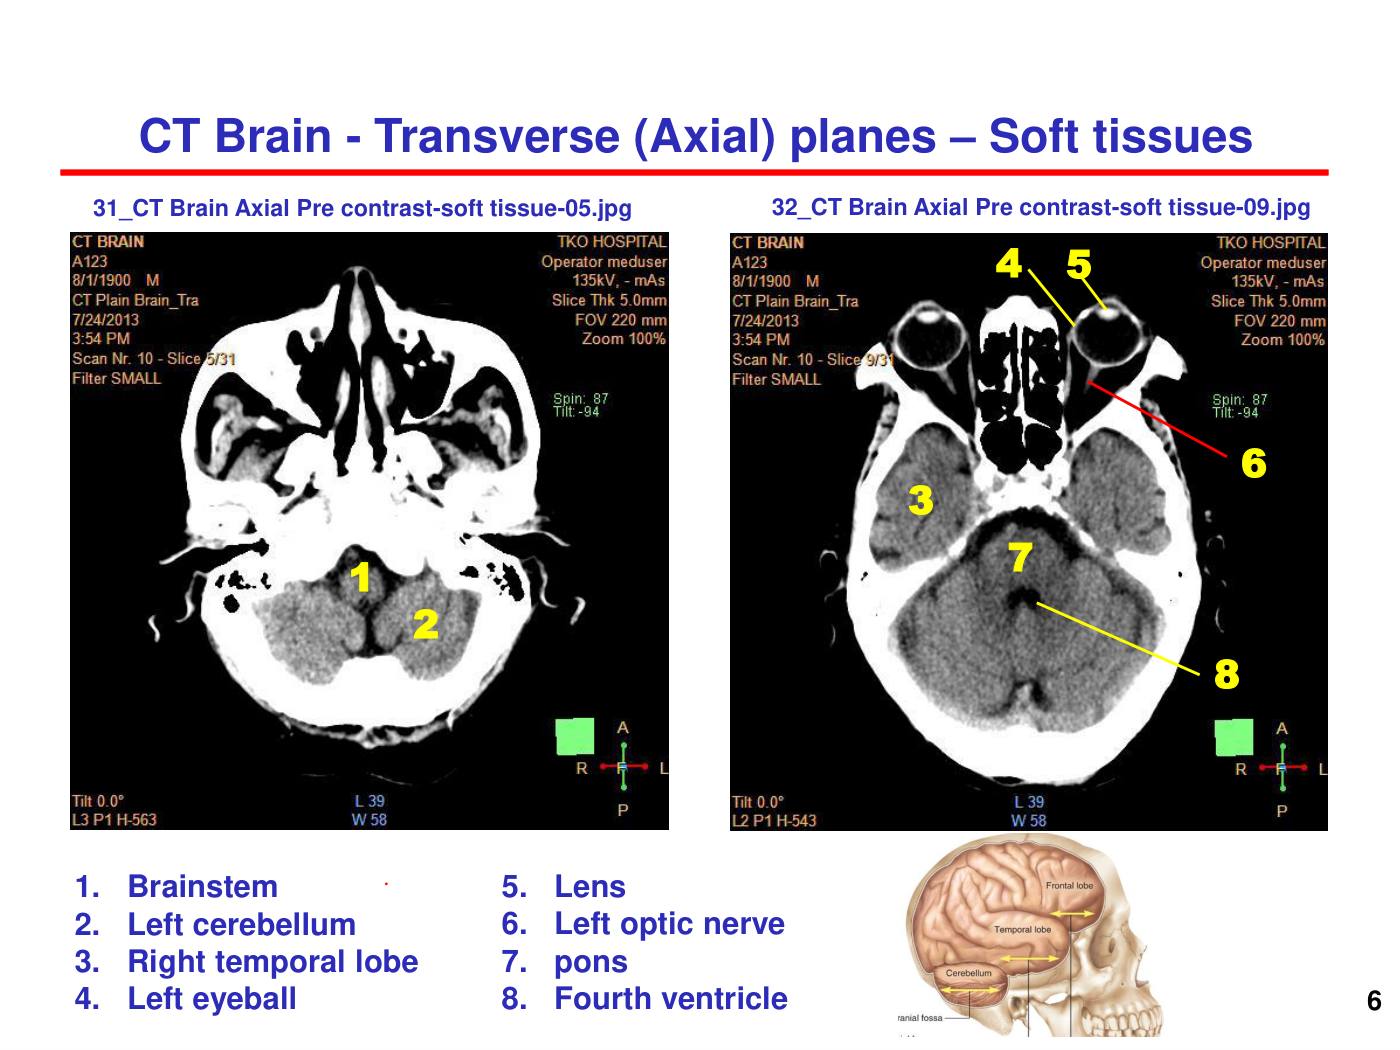 CT Brain - Transverse (Axial) planes – Soft tissues
31_CT Brain Axial Pre contrast-soft tissue-05.jpg
CT BRAIN
A123
8/1/1900 M
CT Plain Brain_Tra
7/24/2013
3:54 PM
Scan Nr. 10 - Slice 5/31
Filter SMALL
TKO HOSPITAL
Operator meduser
135kV, - mAs
Slice Thk 5.0mm
FOV 220 mm
Zoom 100%
Spin: 87
Tilt: -94
1
2
A
R F L
P
Tilt 0.0°
L3 P1 H-563
L 39
W 58
32_CT Brain Axial Pre contrast-soft tissue-09.jpg
CT BRAIN
A123
8/1/1900 M
CT Plain Brain_Tra
7/24/2013
3:54 PM
Scan Nr. 10 - Slice 9/31
Filter SMALL
TKO HOSPITAL
Operator meduser
135kV, - mAs
Slice Thk 5.0mm
FOV 220 mm
Zoom 100%
Spin: 87
Tilt: -94
4
5
6
3
7
8
A
R F L
P
Tilt 0.0°
L2 P1 H-543
L 39
W 58
1. Brainstem
2. Left cerebellum
3. Right temporal lobe
4. Left eyeball
5. Lens
6. Left optic nerve
7. pons
8. Fourth ventricle
Frontal lobe
Temporal lobe
Cerebellum
ranial fossa
6